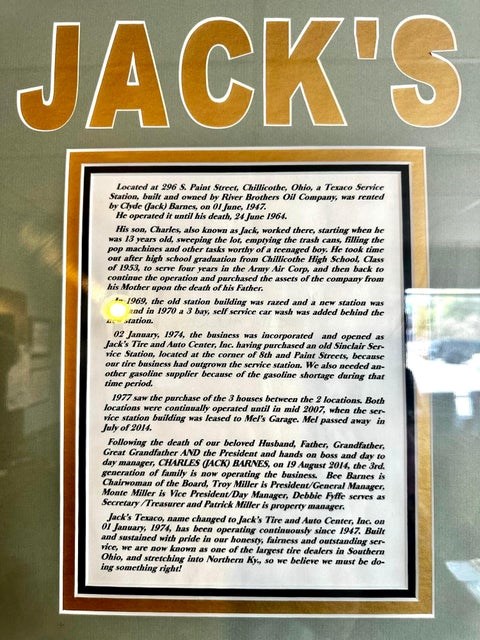 JACK'S
Located at 296 S. Paint Street, Chillicothe, Ohio, a Texaco Service
Station, built and owned by River Brothers Oil Company, was rented
by Clyde (Jack) Barnes, on 01 June, 1947.
He operated it until his death, 24 June 1964.
His son, Charles, also known as Jack, worked there, starting when he
was 13 years old, sweeping the lot, emptying the trash cans, filling the
pop machines and other tasks worthy of a teenaged boy. He took time
out after high school graduation from Chillicothe High School, Class
of 1953, to serve four years in the Army Air Corp, and then back to
continue the operation and purchased the assets of the company from
his Mother upon the death of his Father.
In 1969, the old station building was razed and a new station was
and in 1970 a 3 bay, self service car wash was added behind the
station.
02 January, 1974, the business was incorporated and opened as
Jack's Tire and Auto Center, Inc. having purchased an old Sinclair Ser-
vice Station, located at the corner of 8th and Paint Streets, because
our tire business had outgrown the service station. We also needed an-
other gasoline supplier because of the gasoline shortage during that
time period.
1977 saw the purchase of the 3 houses between the 2 locations. Both
locations were continually operated until in mid 2007, when the ser-
vice station building was leased to Mel's Garage. Mel passed away in
July of 2014.
Following the death of our beloved Husband, Father, Grandfather,
Great Grandfather AND the President and hands on boss and day to
day manager, CHARLES (JACK) BARNES, on 19 August 2014, the 3rd.
generation of family is now operating the business. Bee Barnes is
Chairwoman of the Board, Troy Miller is President/General Manager.
Monte Miller is Vice President/Day Manager, Debbie Fyffe serves as
Secretary /Treasurer and Patrick Miller is property manager.
Jack's Texaco, name changed to Jack's Tire and Auto Center, Inc. on
01 January, 1974, has been operating continuously since 1947. Built
and sustained with pride in our honesty, fairness and outstanding ser-
vice, we are now known as one of the largest tire dealers in Southern
Ohio, and stretching into Northern Ky., so we believe we must be do-
ing something right!